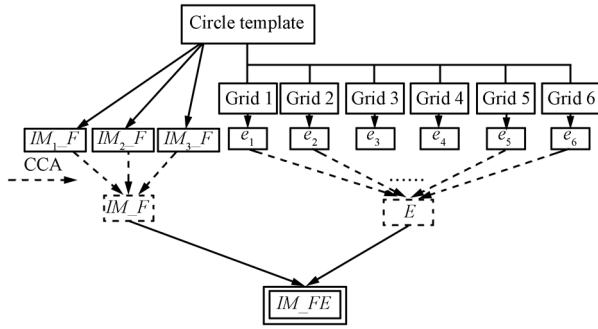 Circle template
Grid 1 Grid 2 Grid 3 Grid 4 Grid 5 Grid 6
IM1_F IM2_F IM3_F e1 e2 e3 e4 e5 e6
CCA
......
IM_F E
IM_FE